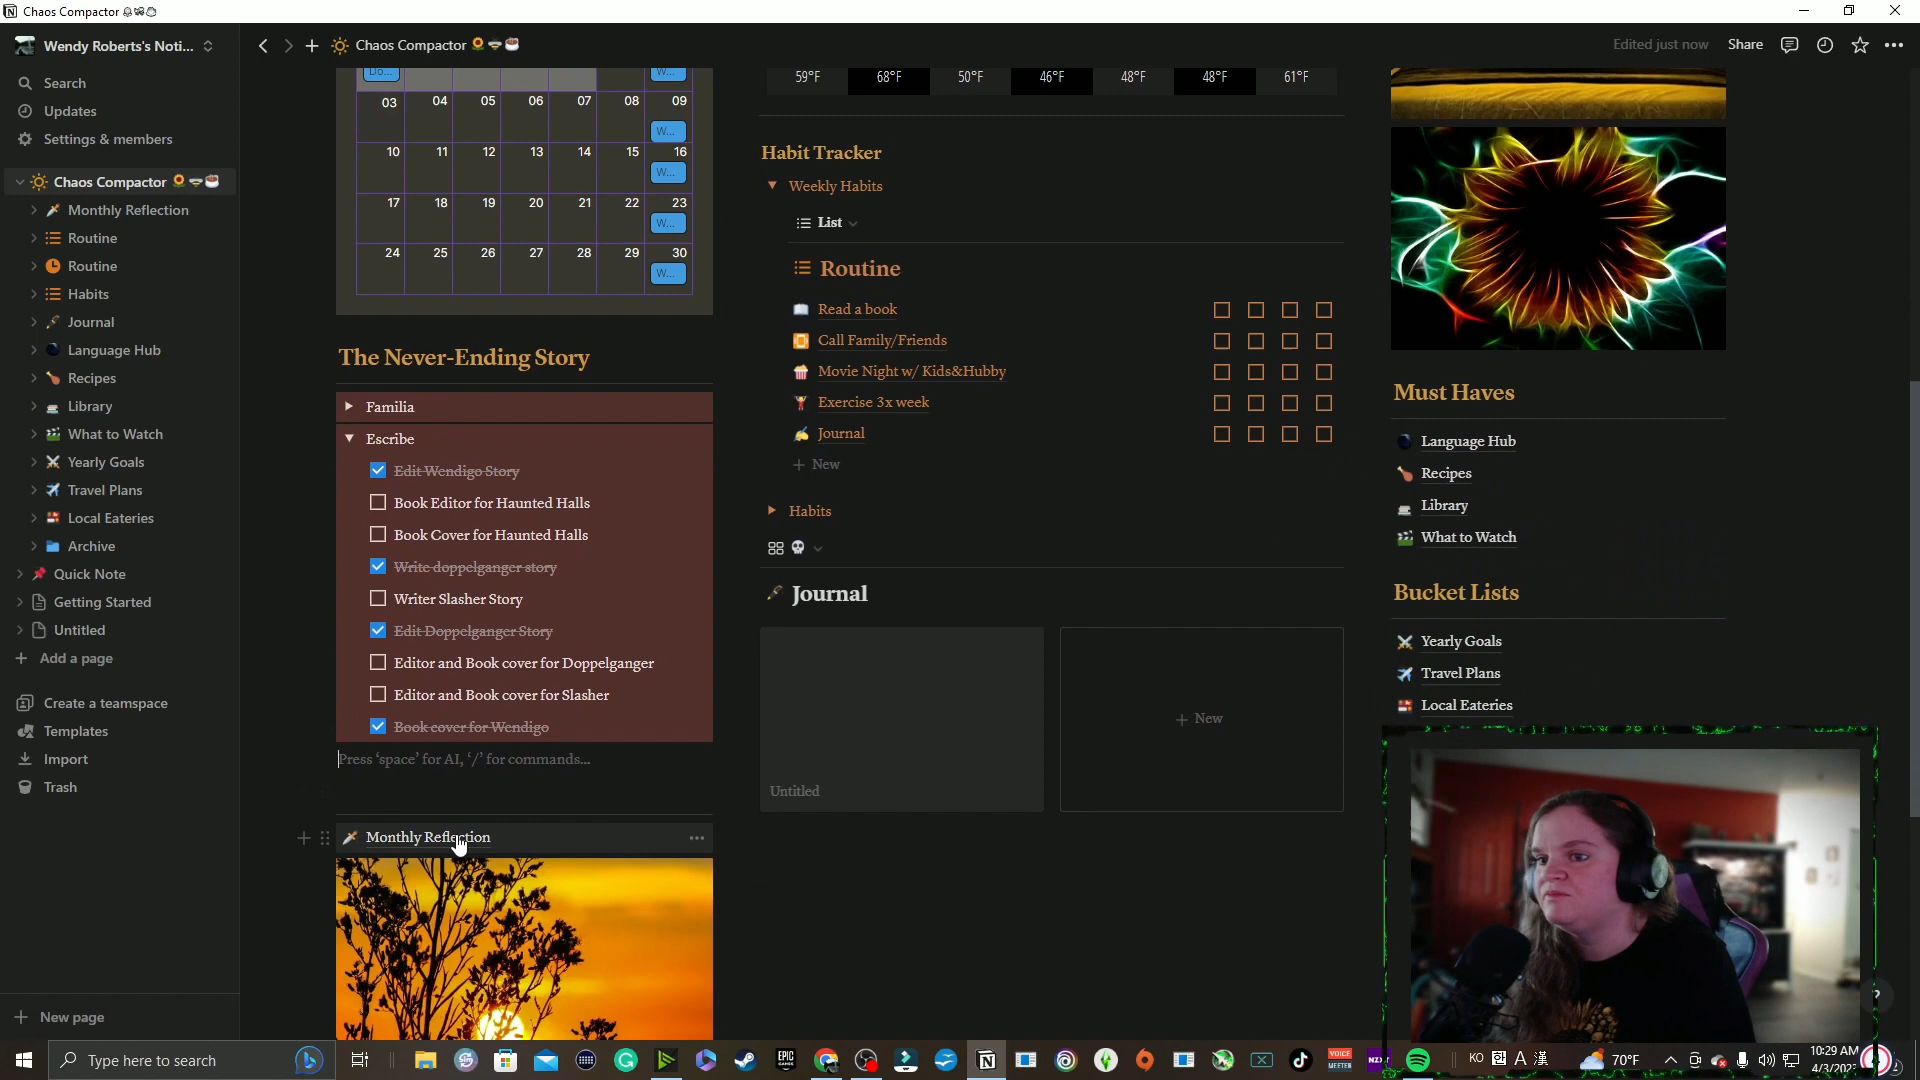 Chaos Compactor
Wendy Roberts's Noti...
Chaos Compactor
Edited just now
Share
Search
Updates
Settings & members
Chaos Compactor
Monthly Reflection
Routine
Routine
Habits
Journal
Language Hub
Recipes
Library
What to Watch
Yearly Goals
Travel Plans
Local Eateries
Archive
Quick Note
Getting Started
Untitled
Add a page
Create a teamspace
Templates
Import
Trash
New page
Do... W...
03 04 05 06 07 08 09
W...
10 11 12 13 14 15 16
W...
17 18 19 20 21 22 23
W...
24 25 26 27 28 29 30
W...
The Never-Ending Story
Familia
Escribe
Edit Wendigo Story
Book Editor for Haunted Halls
Book Cover for Haunted Halls
Write doppelganger story
Writer Slasher Story
Edit Doppelganger Story
Editor and Book cover for Doppelganger
Editor and Book cover for Slasher
Book cover for Wendigo
Press ‘space’ for AI, ‘/’ for commands...
Monthly Reflection
59°F 68°F 50°F 46°F 48°F 48°F 61°F
Habit Tracker
Weekly Habits
List
Routine
Read a book
Call Family/Friends
Movie Night w/ Kids&Hubby
Exercise 3x week
Journal
New
Habits
Journal
Untitled
New
Must Haves
Language Hub
Recipes
Library
What to Watch
Bucket Lists
Yearly Goals
Travel Plans
Local Eateries
Type here to search
EPIC GAMES
VOICE MEETER
KO 한 A 漢
70°F
10:29 AM